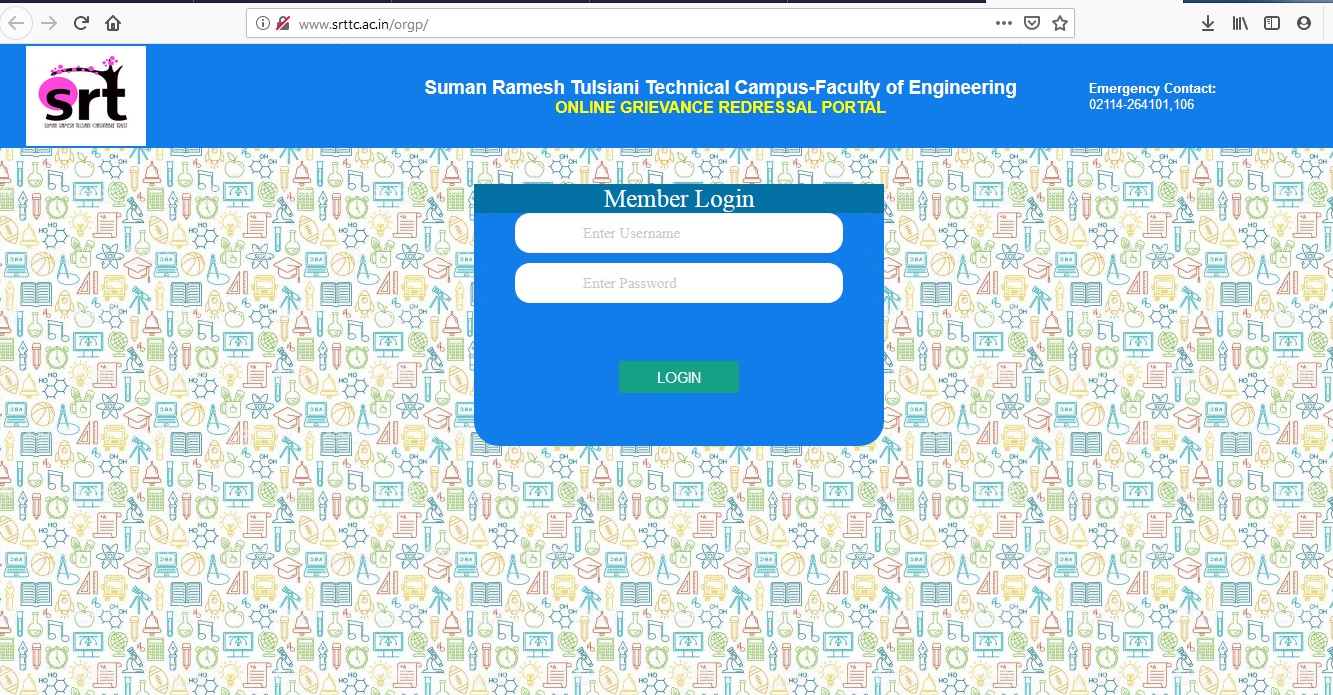 www.srttc.ac.in/orgp/
srt
SUMAN RAMESH TULSIANI CHARITABLE TRUST
Suman Ramesh Tulsiani Technical Campus-Faculty of Engineering
ONLINE GRIEVANCE REDRESSAL PORTAL
Emergency Contact:
02114-264101,106
Member Login
Enter Username
Enter Password
LOGIN